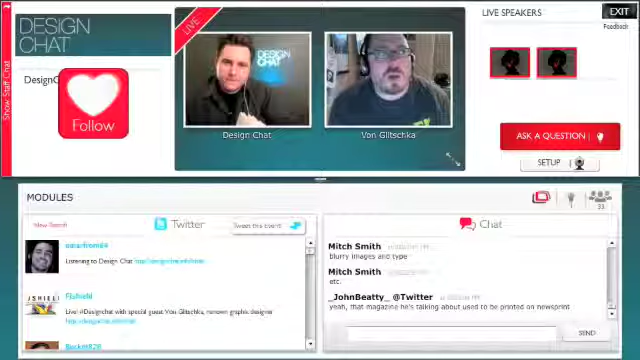 Show Staff Chat
DESIGN
CHAT
DesignC
Follow
LIVE
DESIGN
CHAT
Design Chat
Von Glitschka
LIVE SPEAKERS
EXIT
Feedback
ASK A QUESTION
SETUP
MODULES
33
New Search
Twitter
Tweet the Event!
Listening to Design Chat
Live! #Designchat with special guest Von Glitschka, renown graphic designer
Chat
Mitch Smith
blurry images and type
Mitch Smith
etc.
_JohnBeatty_ @Twitter
yeah, that magazine he's talking about used to be printed on newsprint
SEND